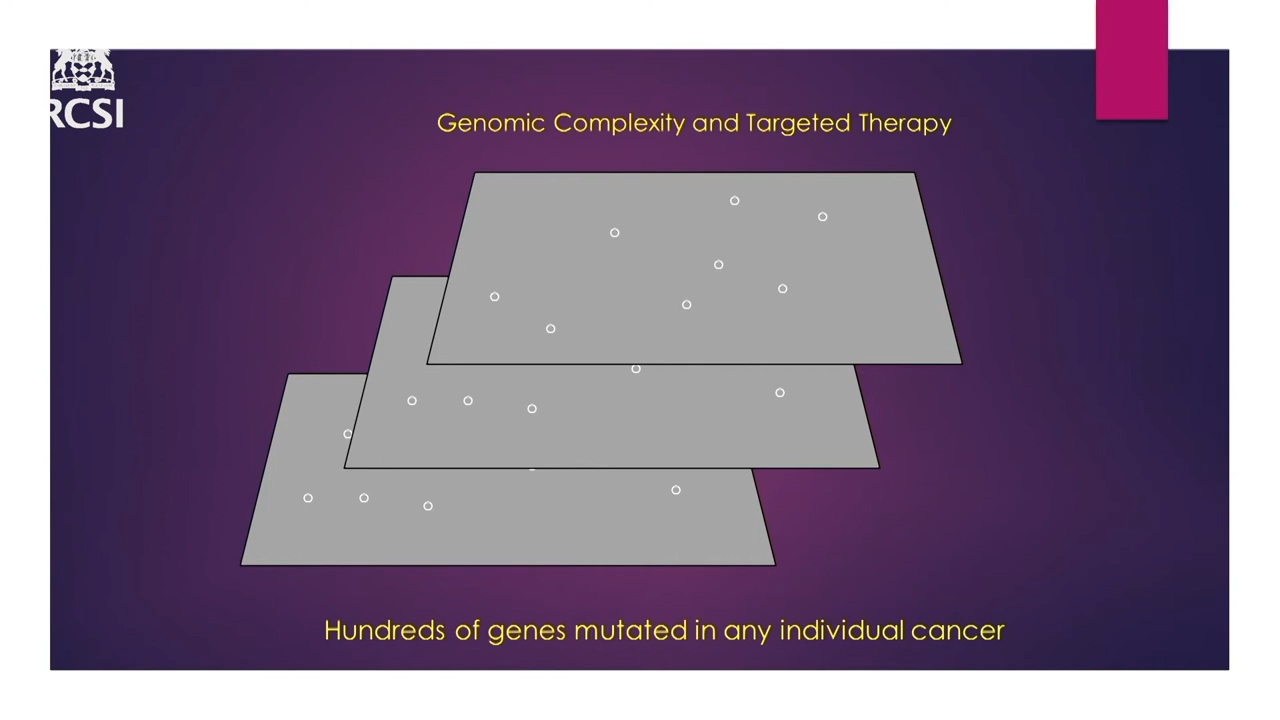 RCSI
Genomic Complexity and Targeted Therapy
Hundreds of genes mutated in any individual cancer